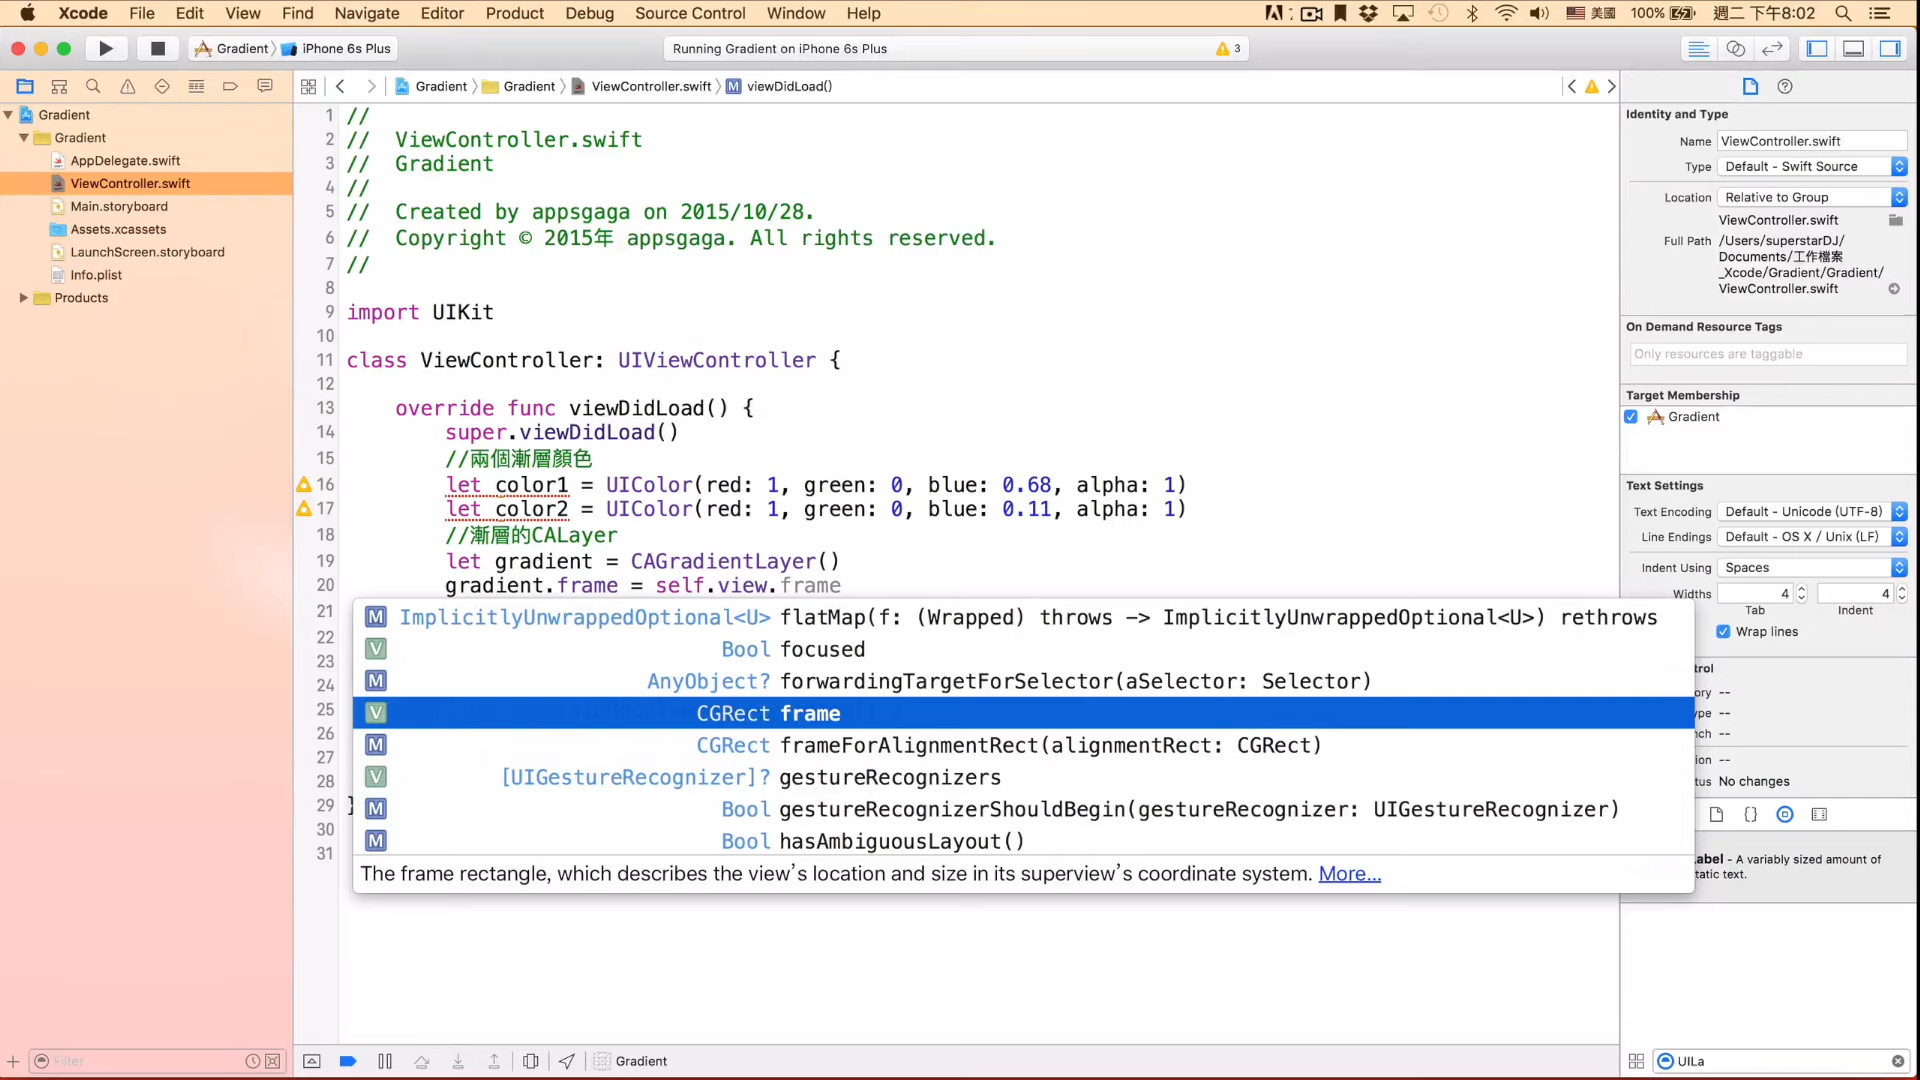 Xcode File Edit View Find Navigate Editor Product Debug Source Control Window Help 美國 100% 週二 下午8:02
Gradient iPhone 6s Plus Running Gradient on iPhone 6s Plus 3
Gradient Gradient ViewController.swift M viewDidLoad()
Gradient
Gradient
AppDelegate.swift
ViewController.swift
Main.storyboard
Assets.xcassets
LaunchScreen.storyboard
Info.plist
Products
Filter
1 //
2 // ViewController.swift
3 // Gradient
4 //
5 // Created by appsgaga on 2015/10/28.
6 // Copyright © 2015年 appsgaga. All rights reserved.
7 //
8
9 import UIKit
10
11 class ViewController: UIViewController {
12
13 override func viewDidLoad() {
14 super.viewDidLoad()
15 //兩個漸層顏色
16 let color1 = UIColor(red: 1, green: 0, blue: 0.68, alpha: 1)
17 let color2 = UIColor(red: 1, green: 0, blue: 0.11, alpha: 1)
18 //漸層的CALayer
19 let gradient = CAGradientLayer()
20 gradient.frame = self.view.frame
21
22
23
24
25
26
27
28
29 }
30
31
M ImplicitlyUnwrappedOptional<U> flatMap(f: (Wrapped) throws -> ImplicitlyUnwrappedOptional<U>) rethrows
V Bool focused
M AnyObject? forwardingTargetForSelector(aSelector: Selector)
V CGRect frame
M CGRect frameForAlignmentRect(alignmentRect: CGRect)
V [UIGestureRecognizer]? gestureRecognizers
M Bool gestureRecognizerShouldBegin(gestureRecognizer: UIGestureRecognizer)
M Bool hasAmbiguousLayout()
The frame rectangle, which describes the view's location and size in its superview's coordinate system. More...
Gradient
Identity and Type
Name ViewController.swift
Type Default - Swift Source
Location Relative to Group
ViewController.swift
Full Path /Users/superstarDJ/
Documents/工作檔案
_Xcode/Gradient/Gradient/
ViewController.swift
On Demand Resource Tags
Only resources are taggable
Target Membership
Gradient
Text Settings
Text Encoding Default - Unicode (UTF-8)
Line Endings Default - OS X / Unix (LF)
Indent Using Spaces
Widths 4 4
Tab Indent
Wrap lines
trol
ory --
ype --
nch --
ion --
tus No changes
{}
abel - A variably sized amount of
tatic text.
UILa